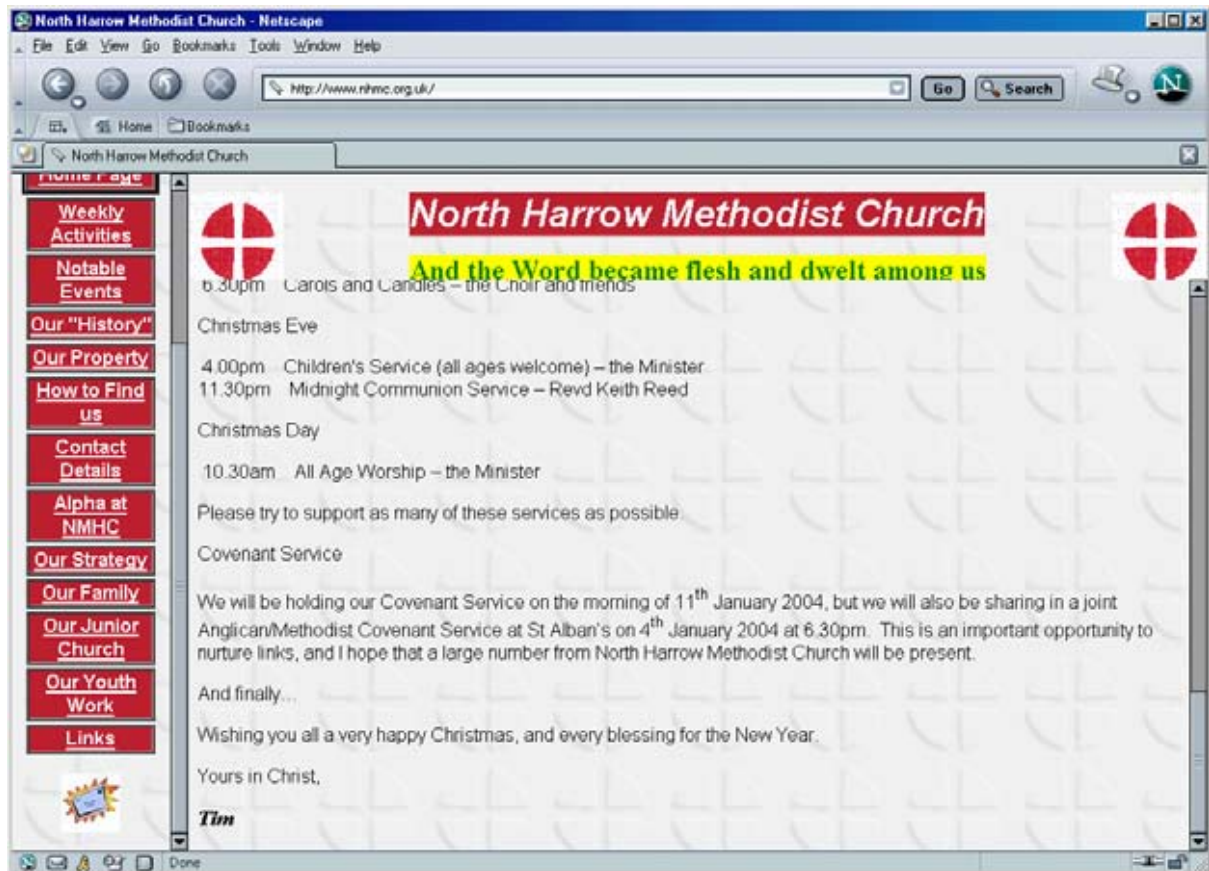 North Harrow Methodist Church - Netscape
File Edit View Go Bookmarks Tools Window Help
http://www.nhmc.org.uk/
Go
Search
N
Home
Bookmarks
North Harrow Methodist Church
Home Page
Weekly
Activities
Notable
Events
Our "History"
Our Property
How to Find
us
Contact
Details
Alpha at
NMHC
Our Strategy
Our Family
Our Junior
Church
Our Youth
Work
Links
North Harrow Methodist Church
And the Word became flesh and dwelt among us
6.30pm Carols and Candles – the Choir and friends
Christmas Eve
4.00pm Children's Service (all ages welcome) – the Minister
11.30pm Midnight Communion Service – Revd Keith Reed
Christmas Day
10.30am All Age Worship – the Minister
Please try to support as many of these services as possible.
Covenant Service
We will be holding our Covenant Service on the morning of 11th January 2004, but we will also be sharing in a joint
Anglican/Methodist Covenant Service at St Alban's on 4th January 2004 at 6.30pm. This is an important opportunity to
nurture links, and I hope that a large number from North Harrow Methodist Church will be present.
And finally...
Wishing you all a very happy Christmas, and every blessing for the New Year.
Yours in Christ,
Tim
Done